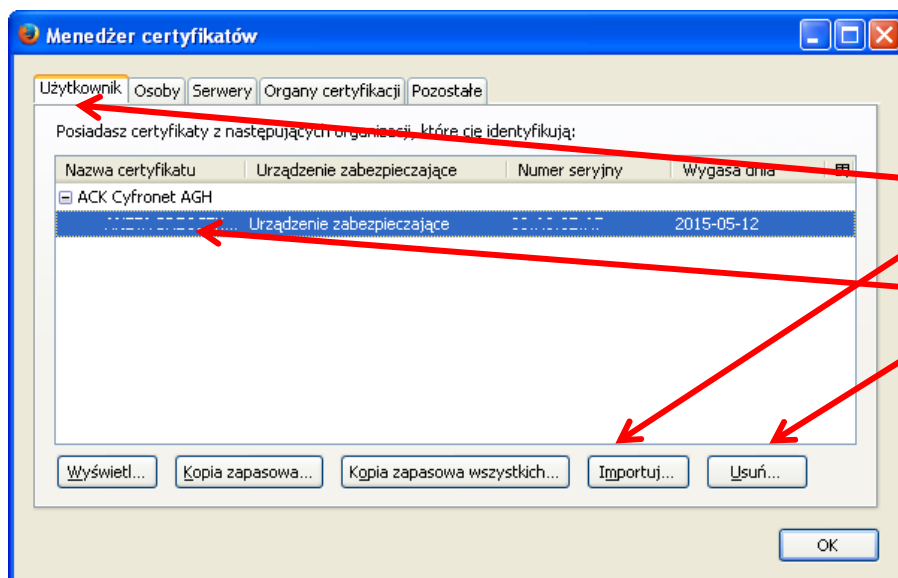 Menedżer certyfikatów
Użytkownik Osoby Serwery Organy certyfikacji Pozostałe
Posiadasz certyfikaty z następujących organizacji, które cię identyfikują:
Nazwa certyfikatu Urządzenie zabezpieczające Numer seryjny Wygasa dnia
ACK Cyfronet AGH
Urządzenie zabezpieczające 2015-05-12
Wyświetl... Kopia zapasowa... Kopia zapasowa wszystkich... Importuj... Usuń...
OK